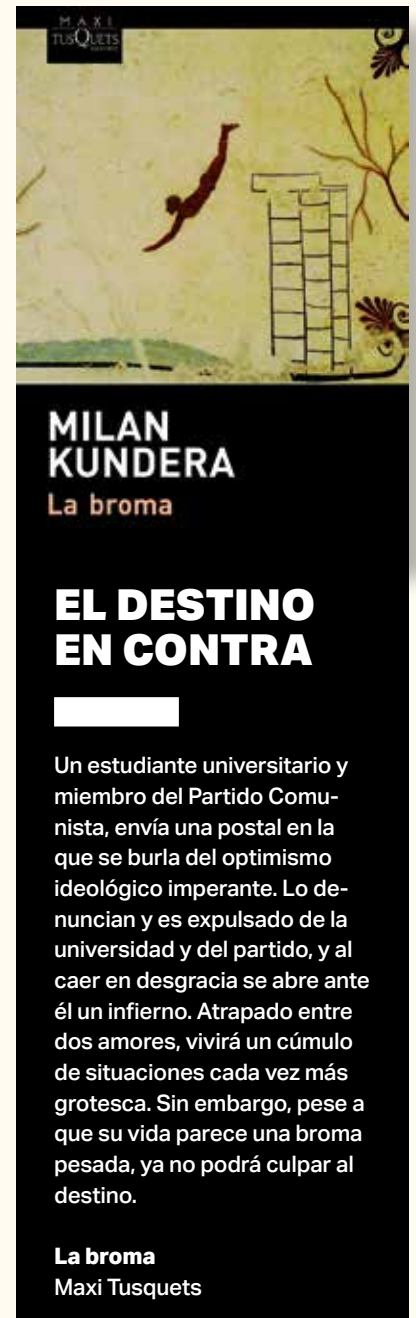 MAXI
TUSQUETS
MILAN
KUNDERA
La broma
EL DESTINO
EN CONTRA
Un estudiante universitario y
miembro del Partido Comu-
nista, envía una postal en la
que se burla del optimismo
ideológico imperante. Lo de-
nuncian y es expulsado de la
universidad y del partido, y al
caer en desgracia se abre ante
él un infierno. Atrapado entre
dos amores, vivirá un cúmulo
de situaciones cada vez más
grotesca. Sin embargo, pese a
que su vida parece una broma
pesada, ya no podrá culpar al
destino.
La broma
Maxi Tusquets